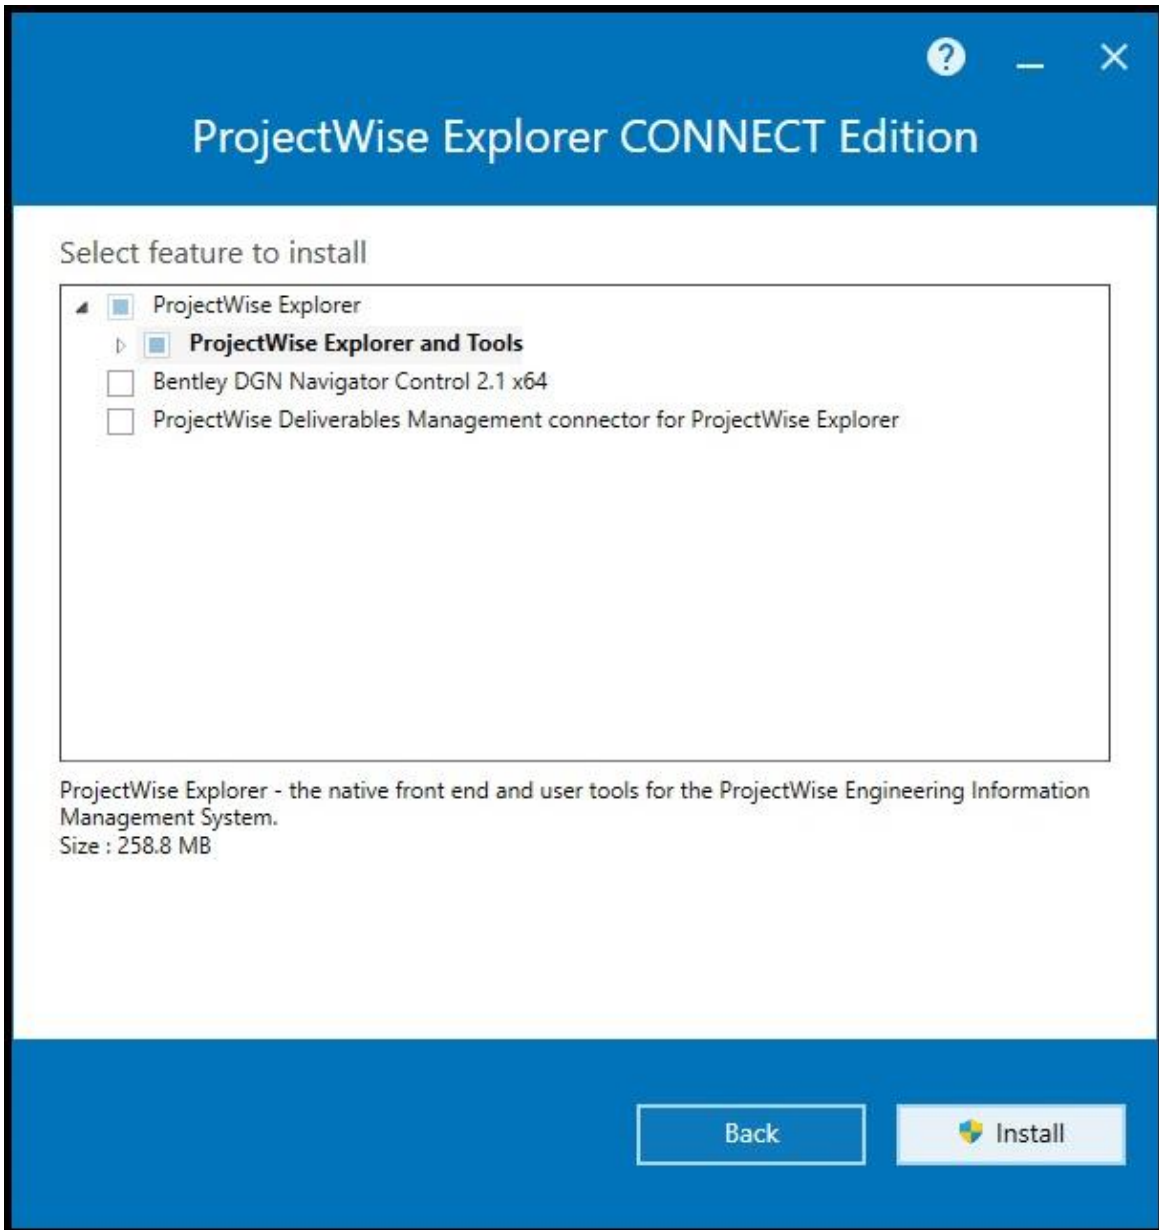 ?
ProjectWise Explorer CONNECT Edition
Select feature to install
ProjectWise Explorer
ProjectWise Explorer and Tools
Bentley DGN Navigator Control 2.1 x64
ProjectWise Deliverables Management connector for ProjectWise Explorer
ProjectWise Explorer - the native front end and user tools for the ProjectWise Engineering Information
Management System.
Size : 258.8 MB
Back
Install